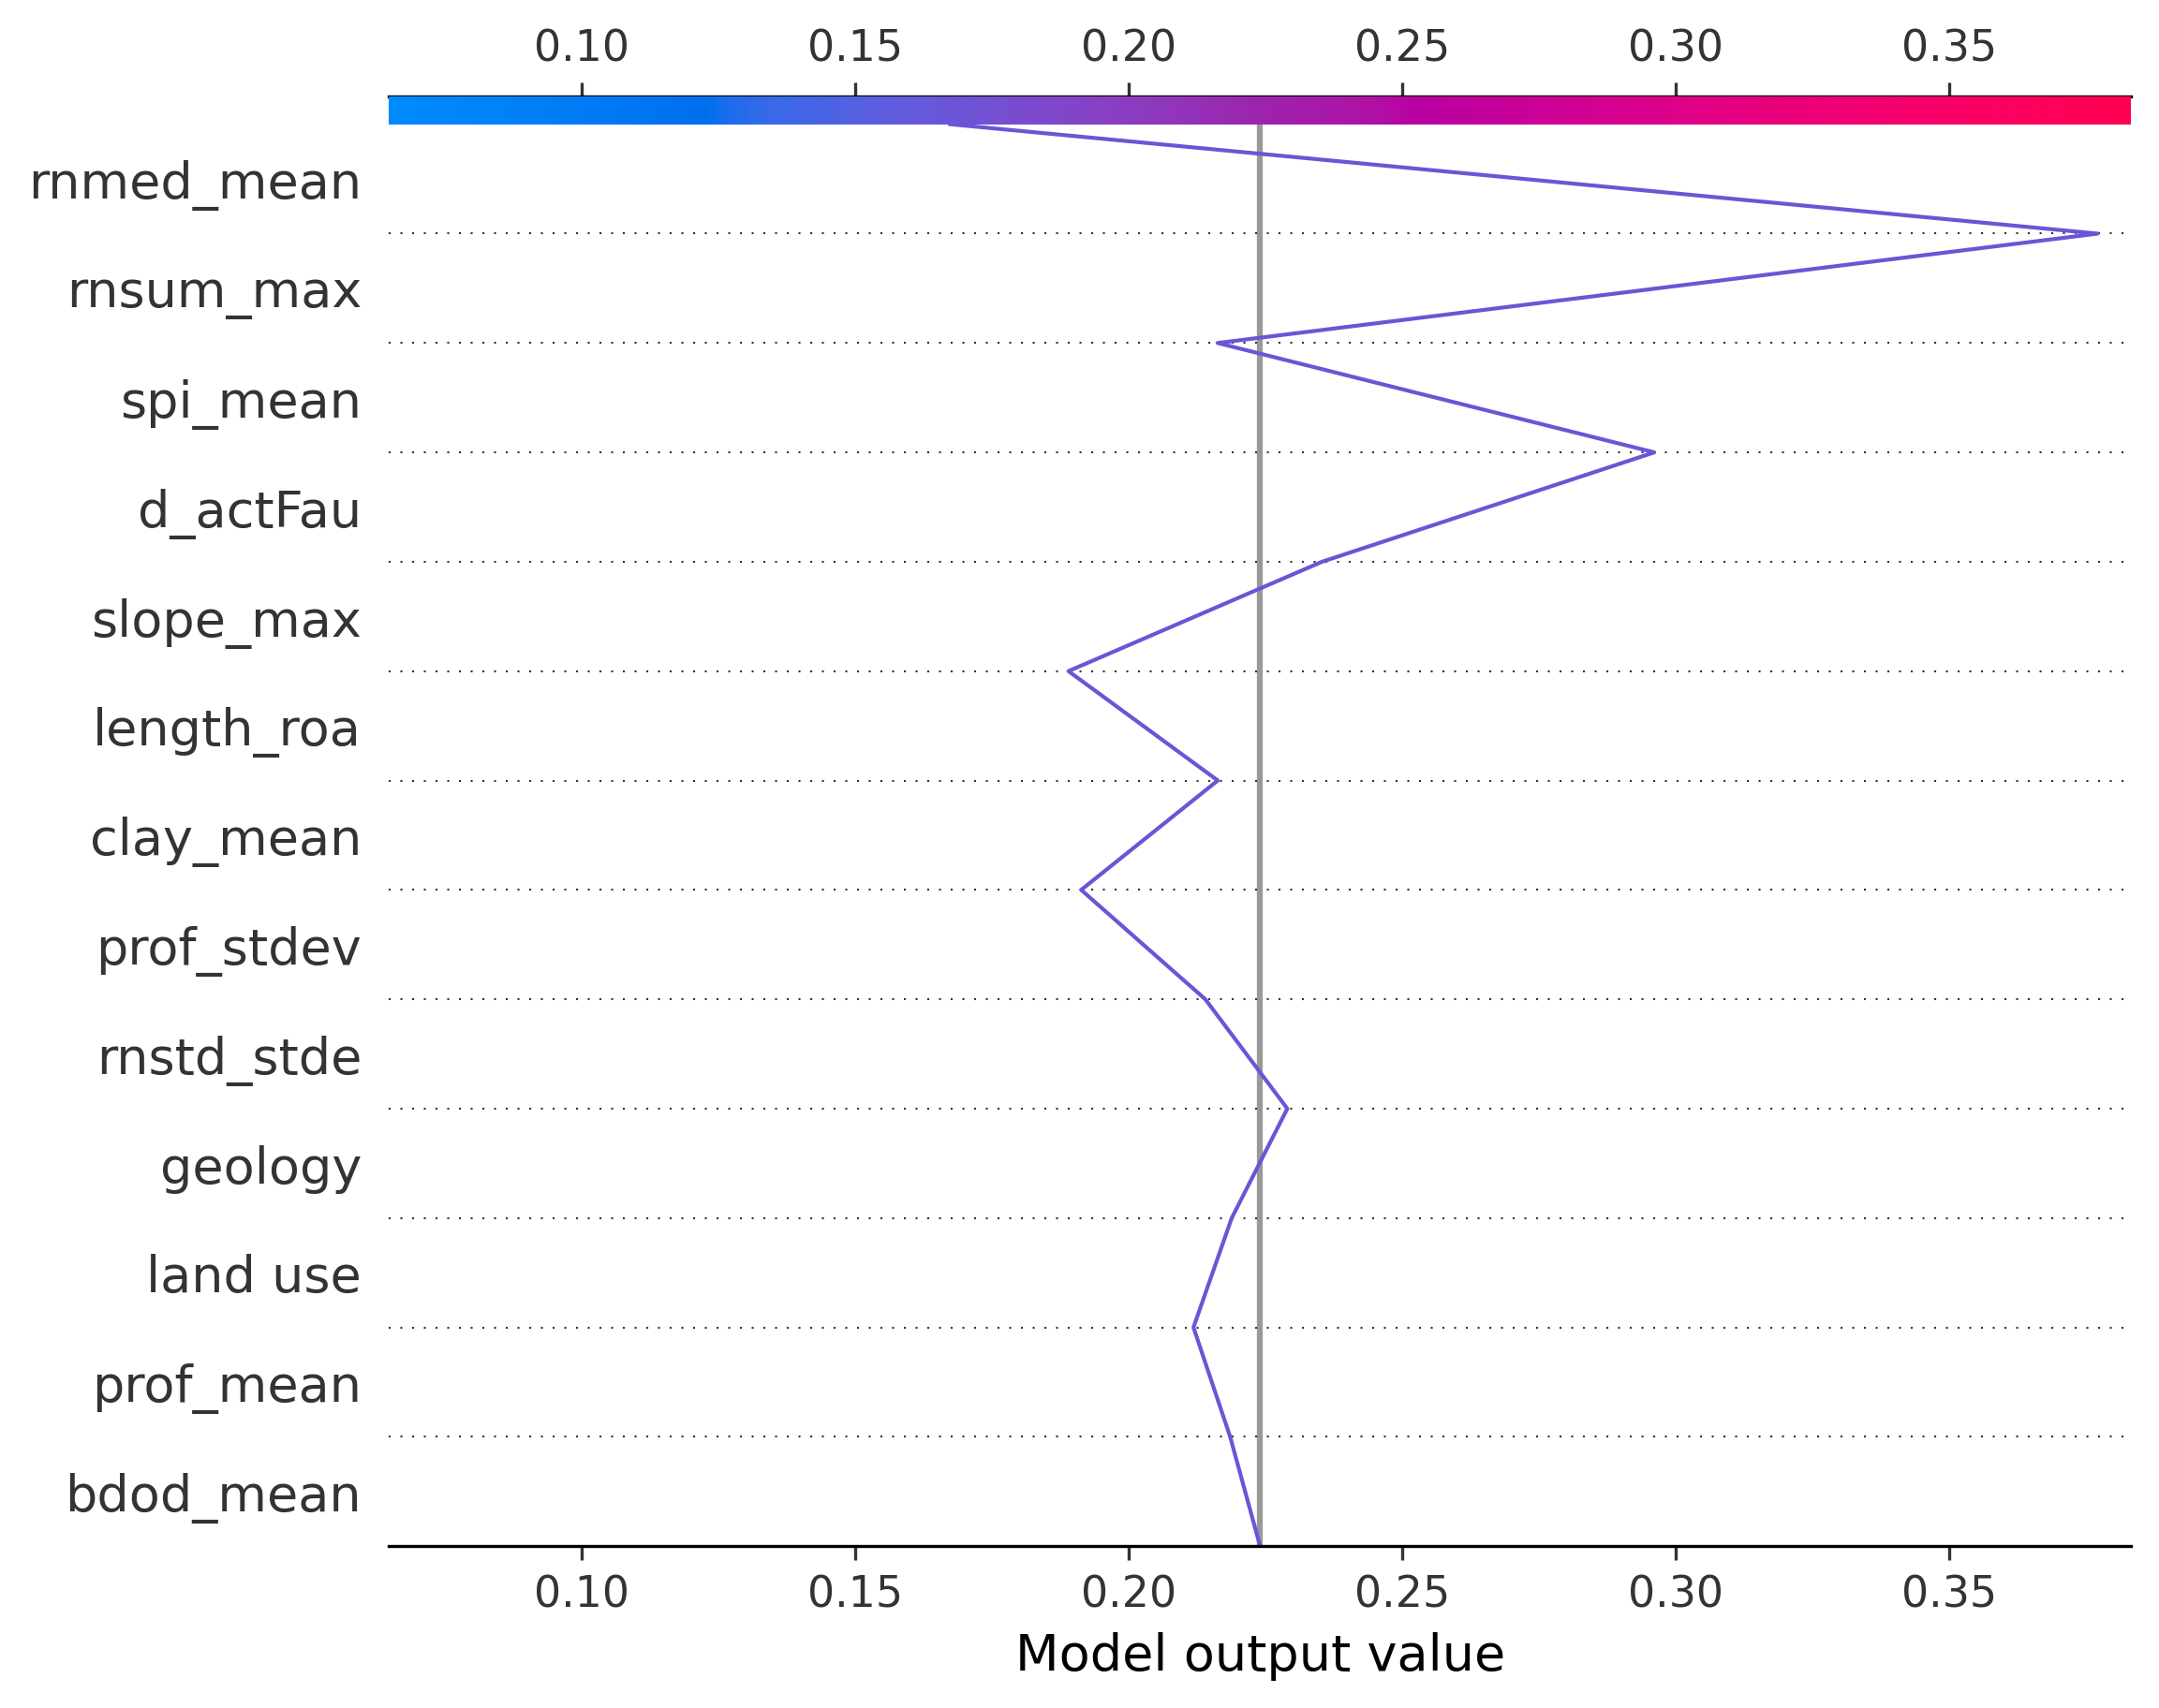 0.10 0.15 0.20 0.25 0.30 0.35
rnmed_mean
rnsum_max
spi_mean
d_actFau
slope_max
length_roa
clay_mean
prof_stdev
rnstd_stde
geology
land use
prof_mean
bdod_mean
0.10 0.15 0.20 0.25 0.30 0.35
Model output value